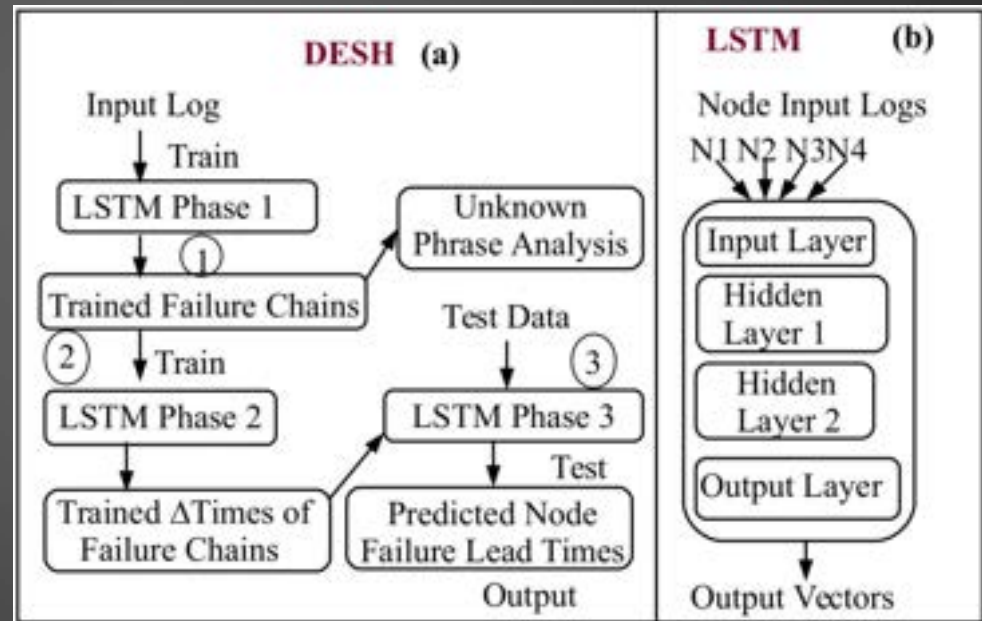 DESH (a)
Input Log
Train
LSTM Phase 1
1
Trained Failure Chains
Unknown
Phrase Analysis
2
Train
LSTM Phase 2
Trained ΔTimes of
Failure Chains
Test Data
3
LSTM Phase 3
Test
Predicted Node
Failure Lead Times
Output
LSTM (b)
Node Input Logs
N1 N2 N3N4
Input Layer
Hidden
Layer 1
Hidden
Layer 2
Output Layer
Output Vectors